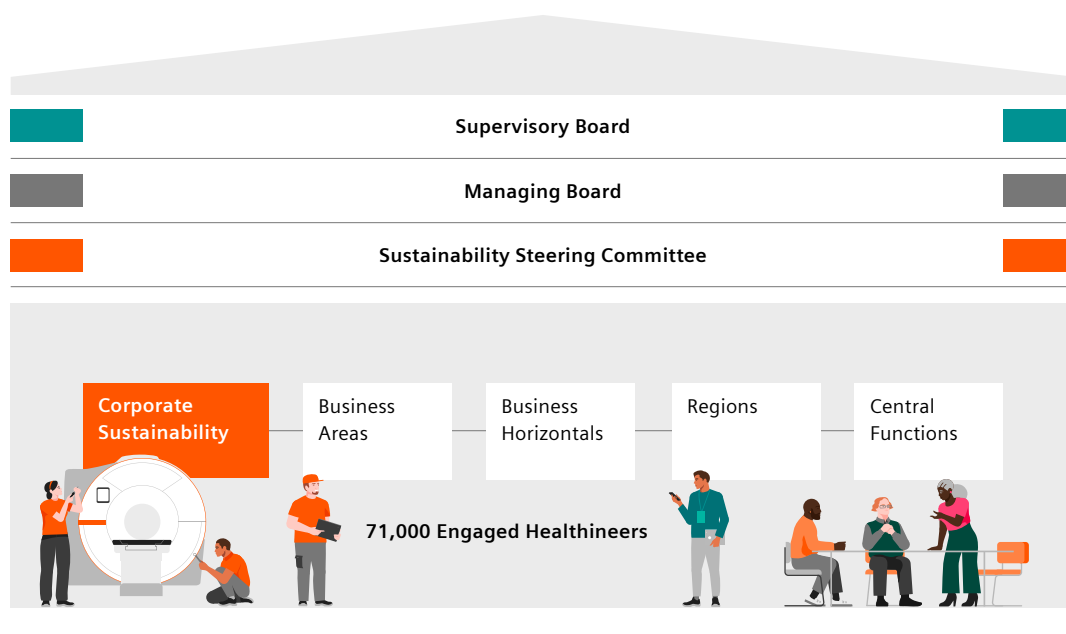 Supervisory Board
Managing Board
Sustainability Steering Committee
Corporate
Sustainability
Business
Areas
Business
Horizontals
Regions
Central
Functions
71,000 Engaged Healthineers